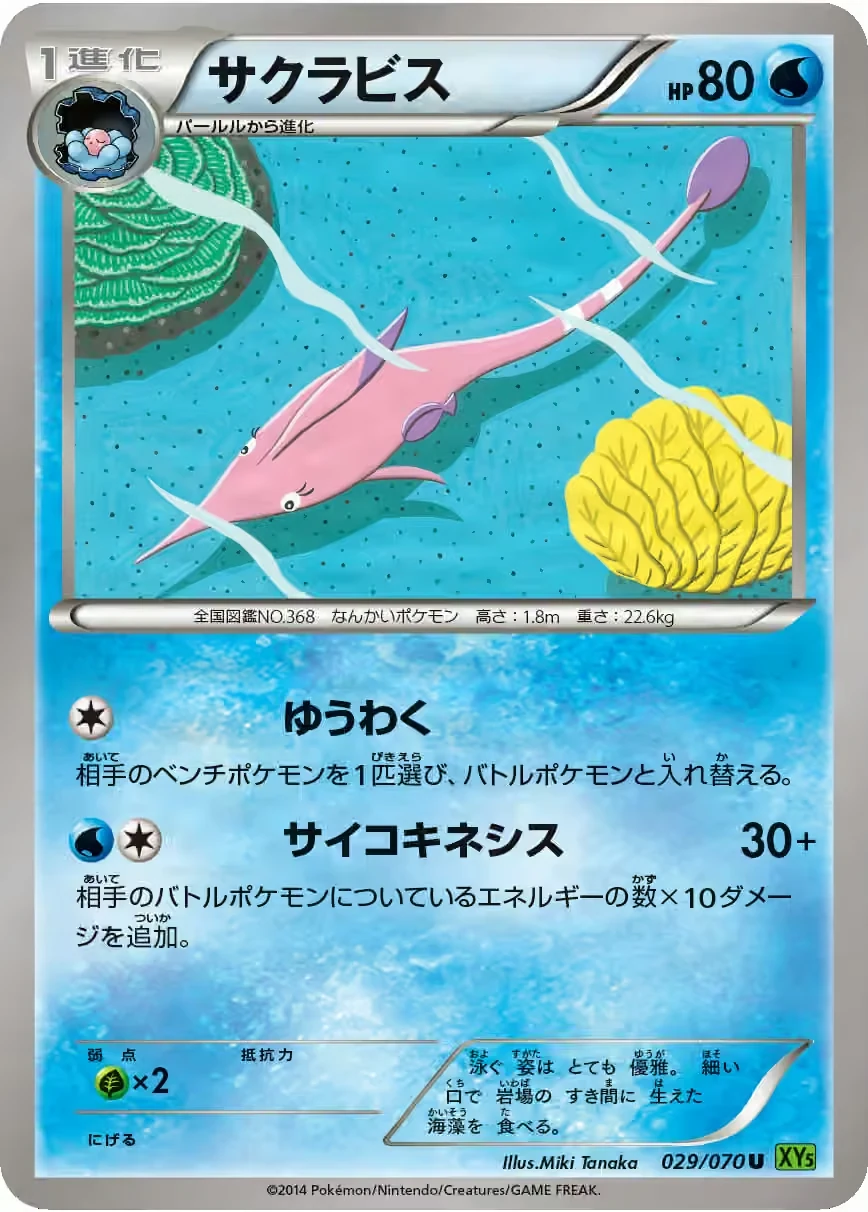 1進化
サクラビス
HP80
パールルから進化
全国図鑑NO.368 なんかいポケモン 高さ：1.8m 重さ：22.6kg
ゆうわく
相手のベンチポケモンを1匹選び、バトルポケモンと入れ替える。
サイコキネシス 30+
相手のバトルポケモンについているエネルギーの数×10ダメー
ジを追加。
弱点 抵抗力
×2
にげる
泳ぐ 姿は とても 優雅。 細い
口で 岩場の すき間に 生えた
海藻を 食べる。
Illus.Miki Tanaka 029/070 U XY5
©2014 Pokémon/Nintendo/Creatures/GAME FREAK.